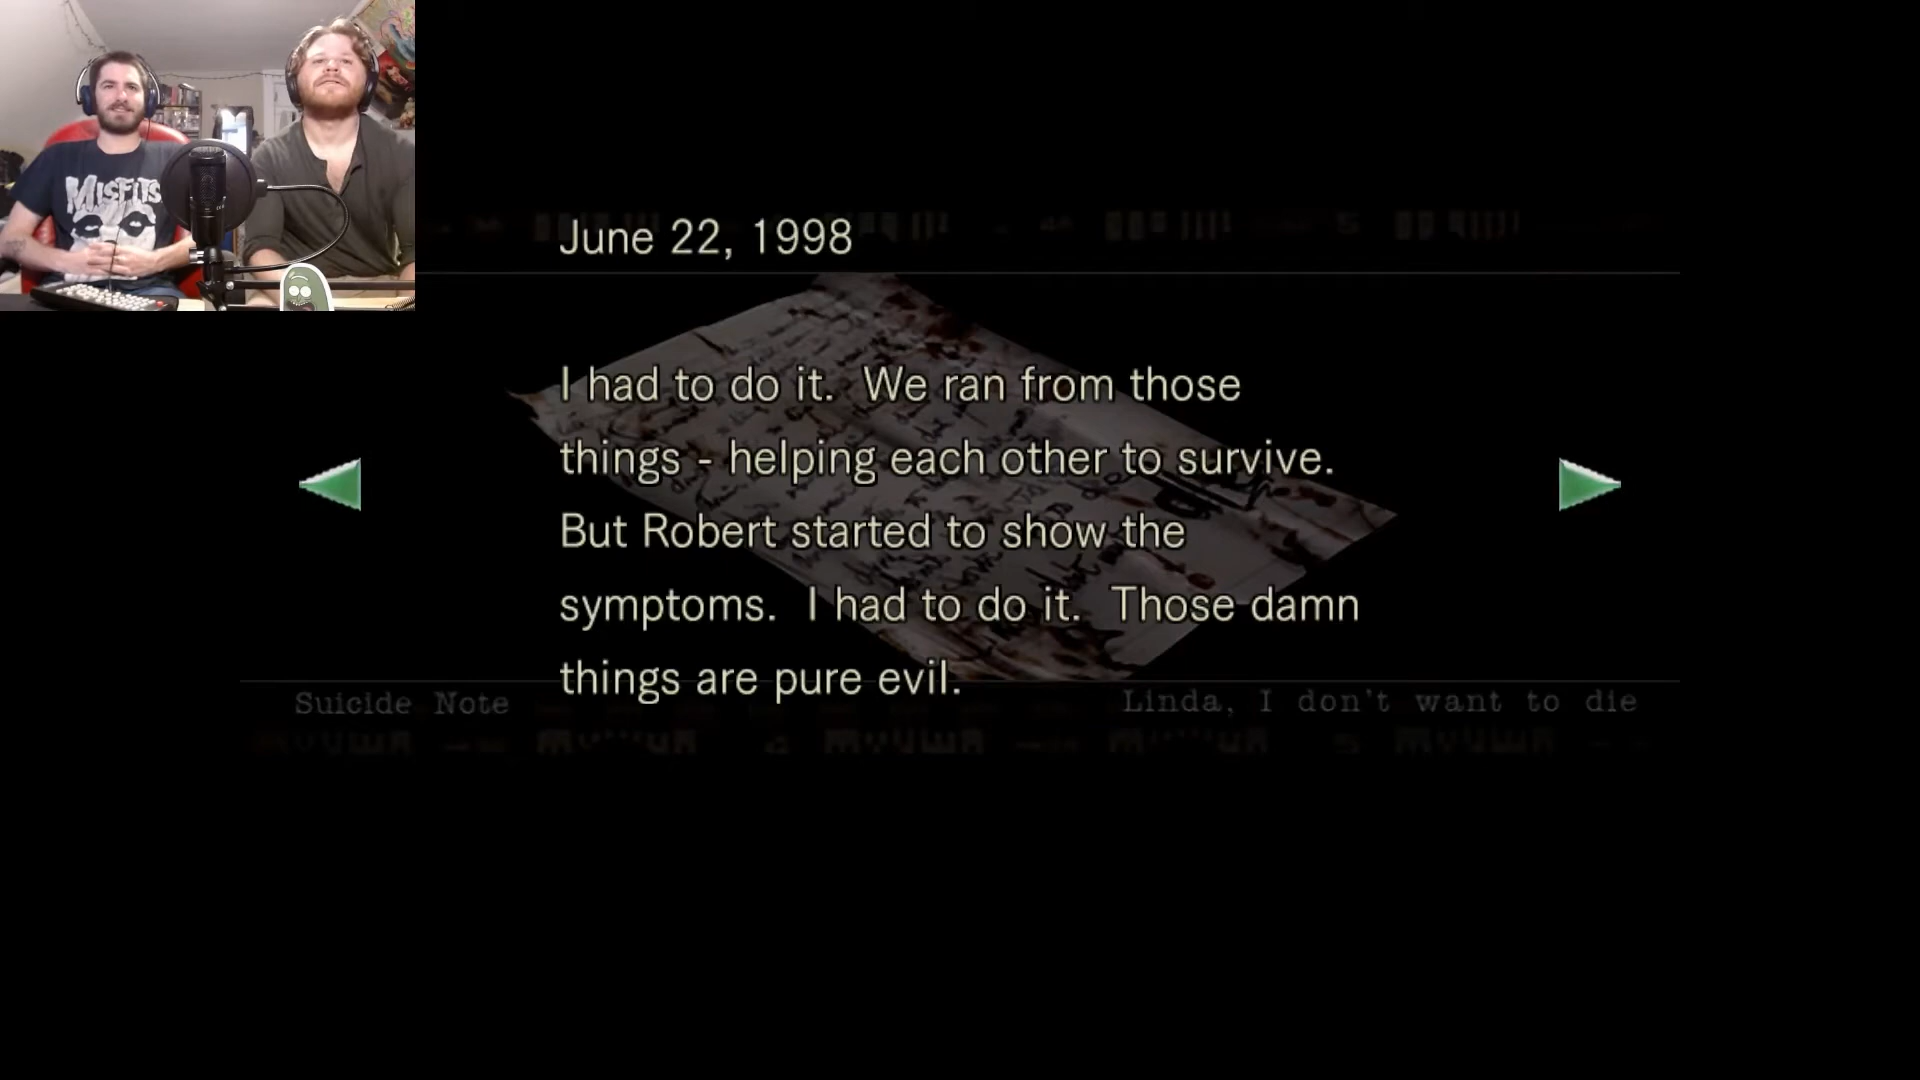 MISFITS
June 22, 1998
I had to do it. We ran from those
things - helping each other to survive.
But Robert started to show the
symptoms. I had to do it. Those damn
things are pure evil.
Suicide Note
Linda, I don't want to die